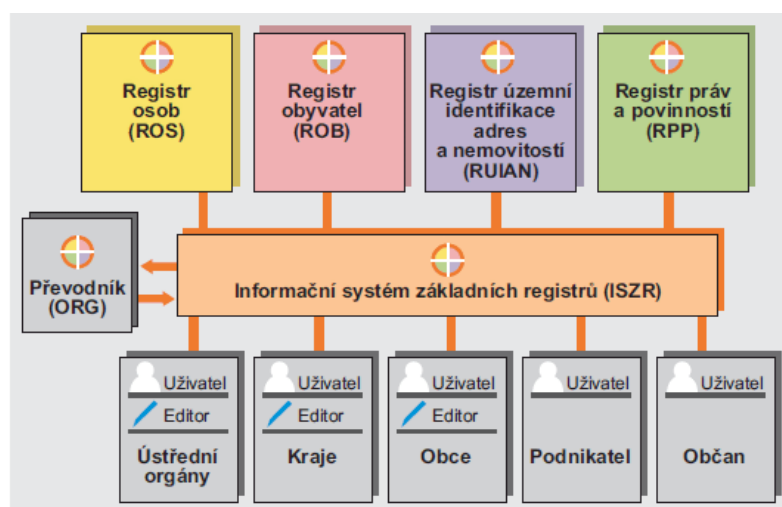 Registr
osob
(ROS)
Registr
obyvatel
(ROB)
Registr územní
identifikace
adres
a nemovitostí
(RUIAN)
Registr práv
a povinností
(RPP)
Převodník
(ORG)
Informační systém základních registrů (ISZR)
Uživatel
Editor
Ústřední
orgány
Uživatel
Editor
Kraje
Uživatel
Editor
Obce
Uživatel
Podnikatel
Uživatel
Občan